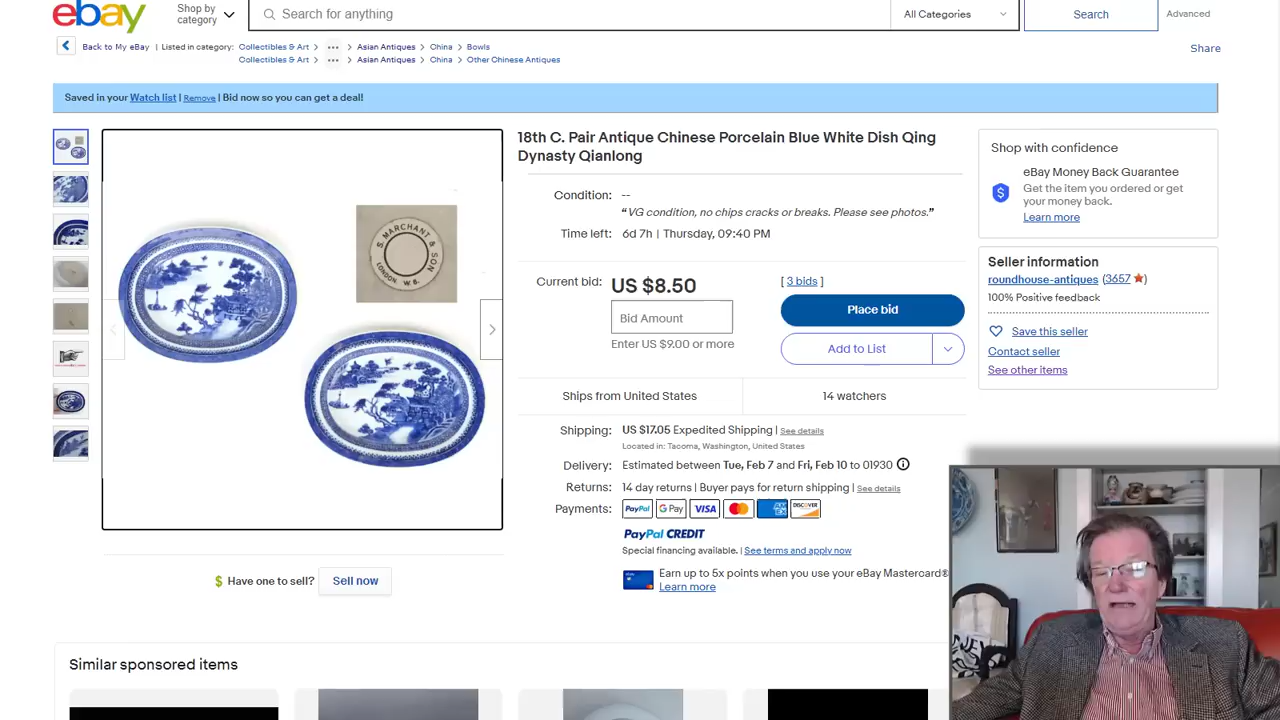 ebay
Shop by
category
Search for anything
All Categories
Search
Advanced
Back to My eBay | Listed in category:
Collectibles & Art > ... > Asian Antiques > China > Bowls
Collectibles & Art > ... > Asian Antiques > China > Other Chinese Antiques
Share
Saved in your Watch list | Remove | Bid now so you can get a deal!
18th C. Pair Antique Chinese Porcelain Blue White Dish Qing
Dynasty Qianlong
Condition: --
“VG condition, no chips cracks or breaks. Please see photos.”
Time left: 6d 7h | Thursday, 09:40 PM
Current bid: US $8.50
[ 3 bids ]
Bid Amount
Place bid
Enter US $9.00 or more
Add to List
Ships from United States
14 watchers
Shipping: US $17.05 Expedited Shipping | See details
Located in: Tacoma, Washington, United States
Delivery: Estimated between Tue, Feb 7 and Fri, Feb 10 to 01930
Returns: 14 day returns | Buyer pays for return shipping | See details
Payments: PayPal G Pay VISA AM EX DISCOVER
PayPal CREDIT
Special financing available. | See terms and apply now
Earn up to 5x points when you use your eBay Mastercard®
Learn more
S. MARCHANT & SON
LONDON W.8.
$ Have one to sell? Sell now
Shop with confidence
eBay Money Back Guarantee
Get the item you ordered or get
your money back.
Learn more
Seller information
roundhouse-antiques (3657 ★)
100% Positive feedback
Save this seller
Contact seller
See other items
Similar sponsored items